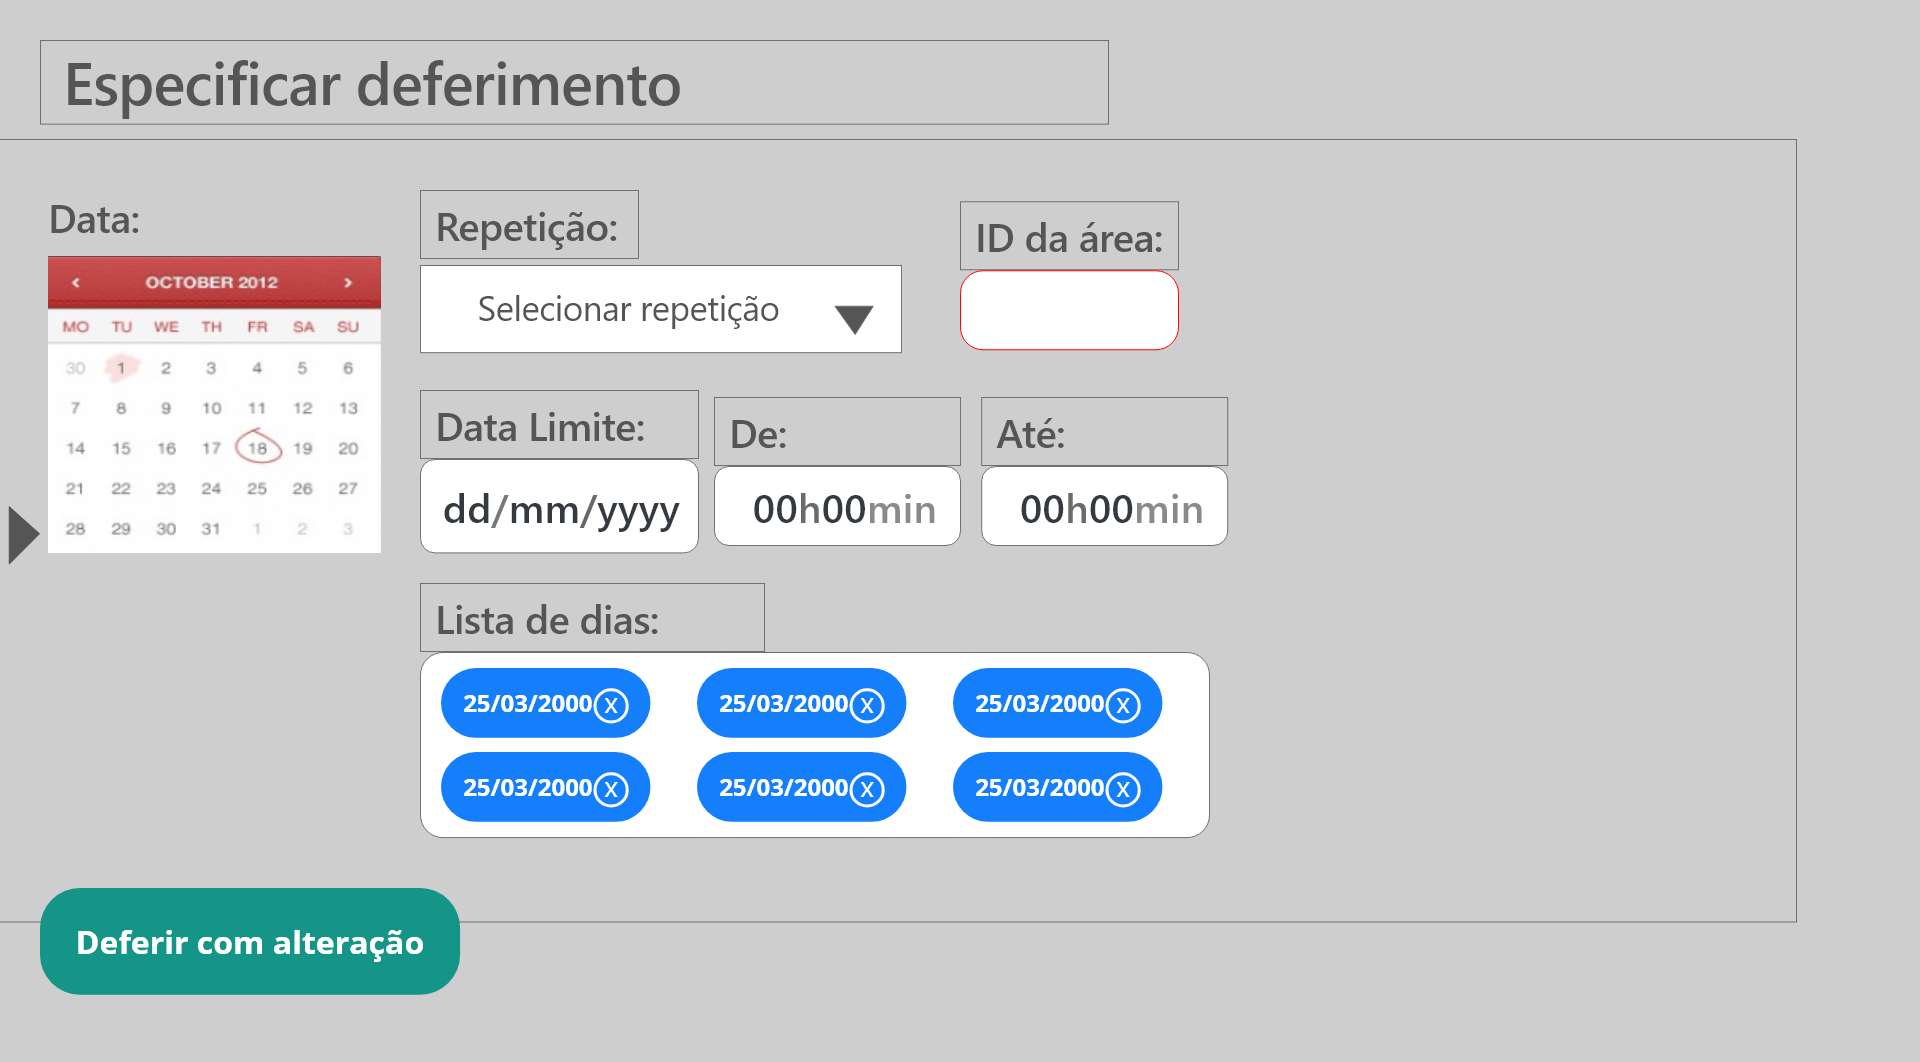 Especificar deferimento
Data:
‹ OCTOBER 2012 ›
MO TU WE TH FR SA SU
30 1 2 3 4 5 6
7 8 9 10 11 12 13
14 15 16 17 18 19 20
21 22 23 24 25 26 27
28 29 30 31 1 2 3
Repetição:
Selecionar repetição
ID da área:
Data Limite:
dd/mm/yyyy
De:
00h00min
Até:
00h00min
Lista de dias:
25/03/2000 X 25/03/2000 X 25/03/2000 X
25/03/2000 X 25/03/2000 X 25/03/2000 X
Deferir com alteração